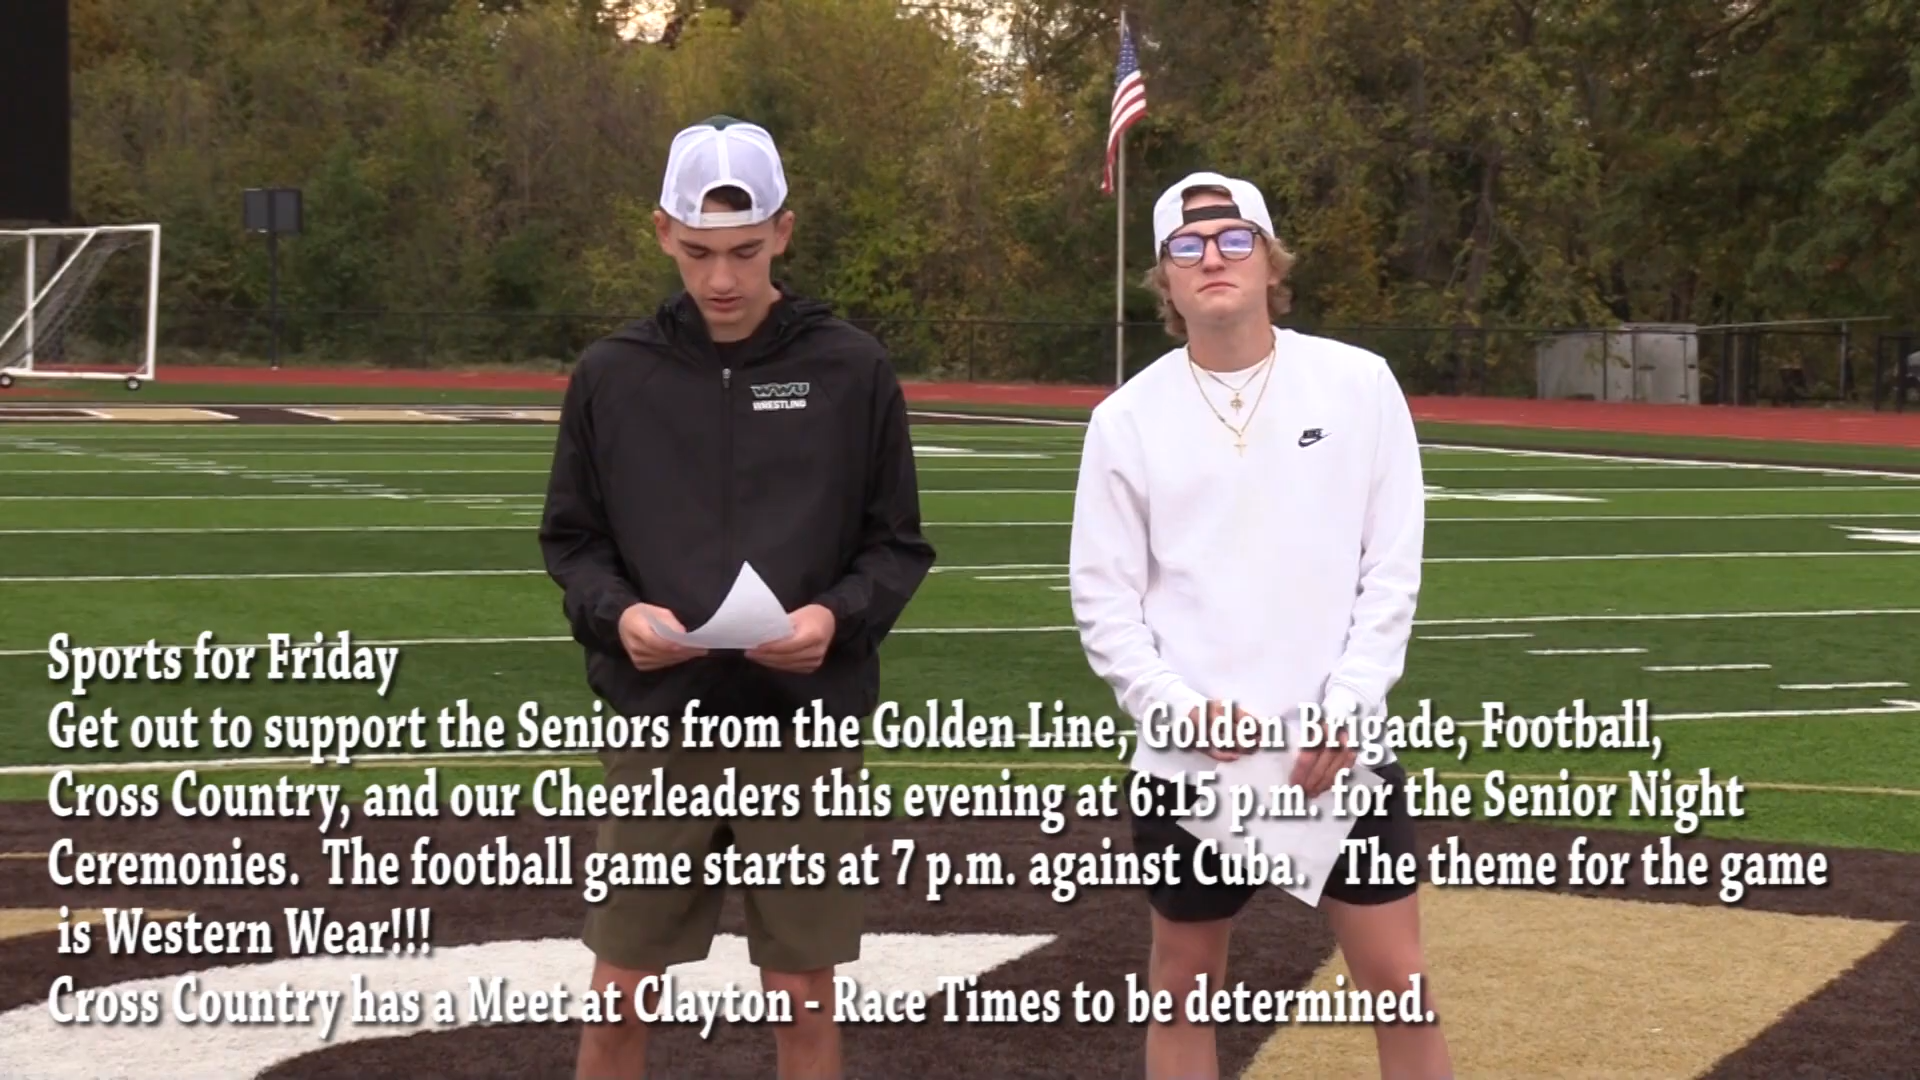 WWU
WRESTLING
NIKE
Sports for Friday
Get out to support the Seniors from the Golden Line, Golden Brigade, Football,
Cross Country, and our Cheerleaders this evening at 6:15 p.m. for the Senior Night
Ceremonies. The football game starts at 7 p.m. against Cuba. The theme for the game
is Western Wear!!!
Cross Country has a Meet at Clayton - Race Times to be determined.